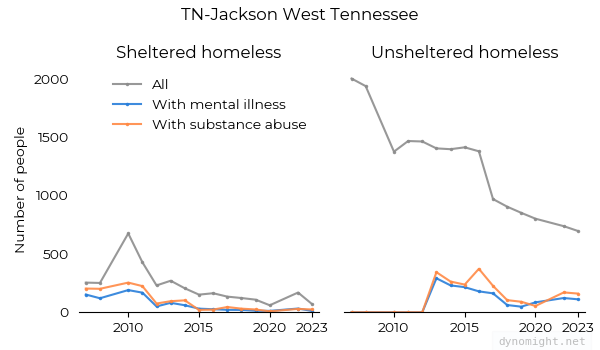 TN-Jackson West Tennessee
Sheltered homeless
Unsheltered homeless
Number of people
2000
1500
1000
500
0
All
With mental illness
With substance abuse
2010
2015
2020
2023
2010
2015
2020
2023
dynomight.net